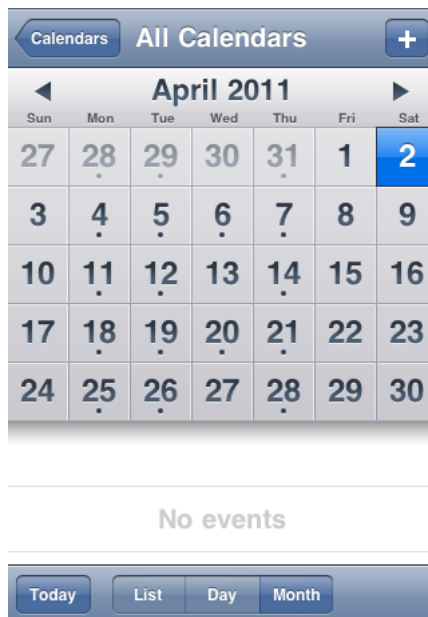 Calendars All Calendars +
April 2011
Sun Mon Tue Wed Thu Fri Sat
27 28 29 30 31 1 2
3 4 5 6 7 8 9
10 11 12 13 14 15 16
17 18 19 20 21 22 23
24 25 26 27 28 29 30
No events
Today List Day Month